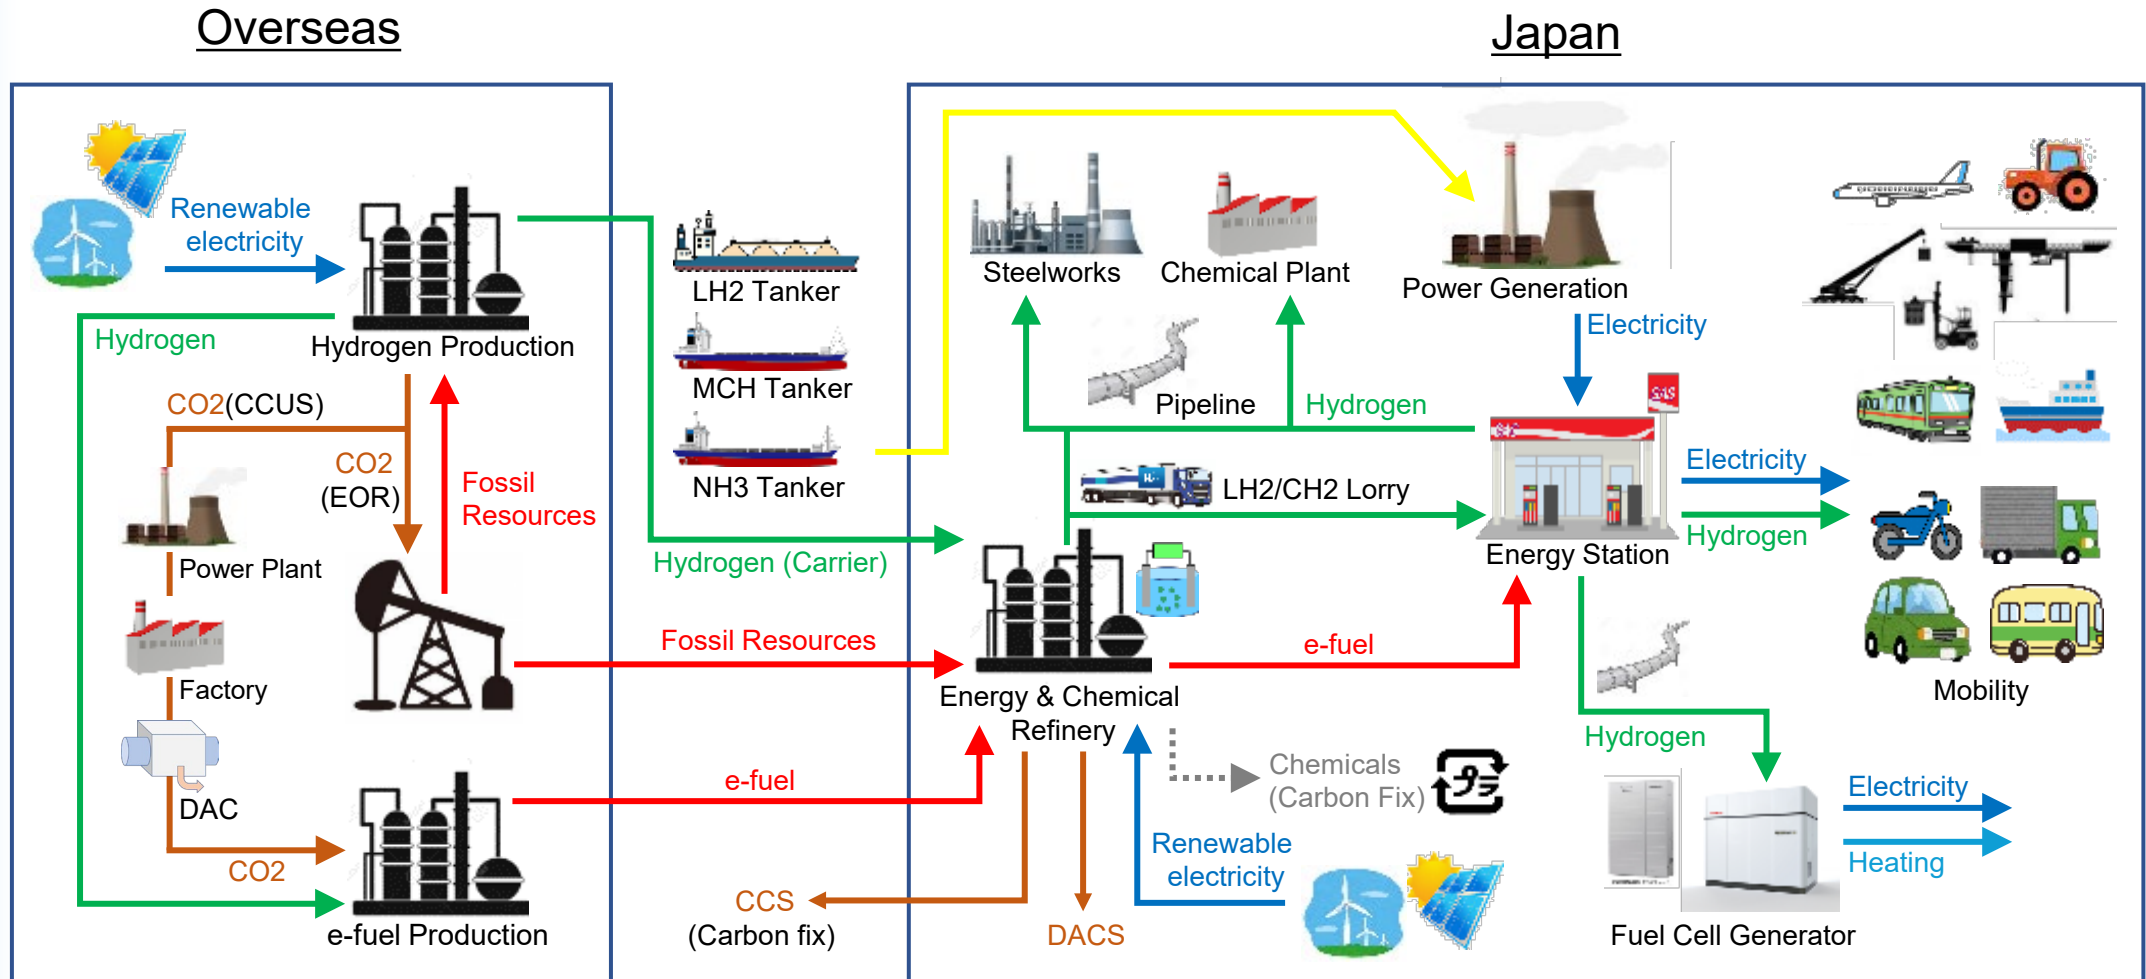 Overseas
Japan
Renewable
electricity
Hydrogen
Hydrogen Production
CO2(CCUS)
CO2
(EOR)
Fossil
Resources
Power Plant
Factory
DAC
CO2
e-fuel Production
LH2 Tanker
MCH Tanker
NH3 Tanker
Hydrogen (Carrier)
Fossil Resources
e-fuel
CCS
(Carbon fix)
Steelworks
Chemical Plant
Power Generation
Electricity
Pipeline
Hydrogen
LH2/CH2 Lorry
Energy Station
Electricity
Hydrogen
Mobility
Energy & Chemical
Refinery
e-fuel
Chemicals
(Carbon Fix)
プラ
Renewable
electricity
DACS
Hydrogen
Electricity
Heating
Fuel Cell Generator